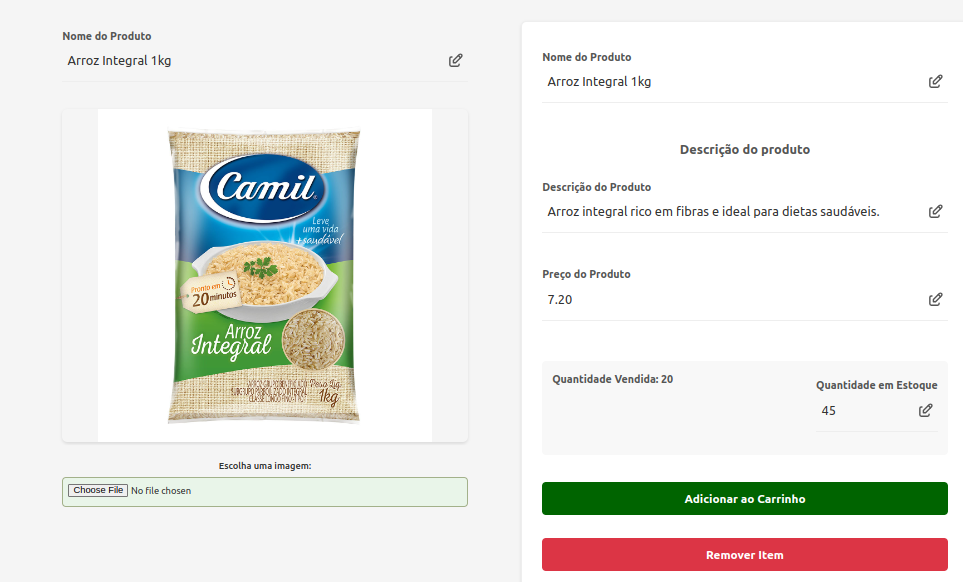 Nome do Produto
Arroz Integral 1kg
Camil
Leve
uma vida
+saudável
Pronto em
20 minutos
Arroz
Integral
Peso Líq.
1kg
Escolha uma imagem:
Choose File No file chosen
Nome do Produto
Arroz Integral 1kg
Descrição do produto
Descrição do Produto
Arroz integral rico em fibras e ideal para dietas saudáveis.
Preço do Produto
7.20
Quantidade Vendida: 20
Quantidade em Estoque
45
Adicionar ao Carrinho
Remover Item